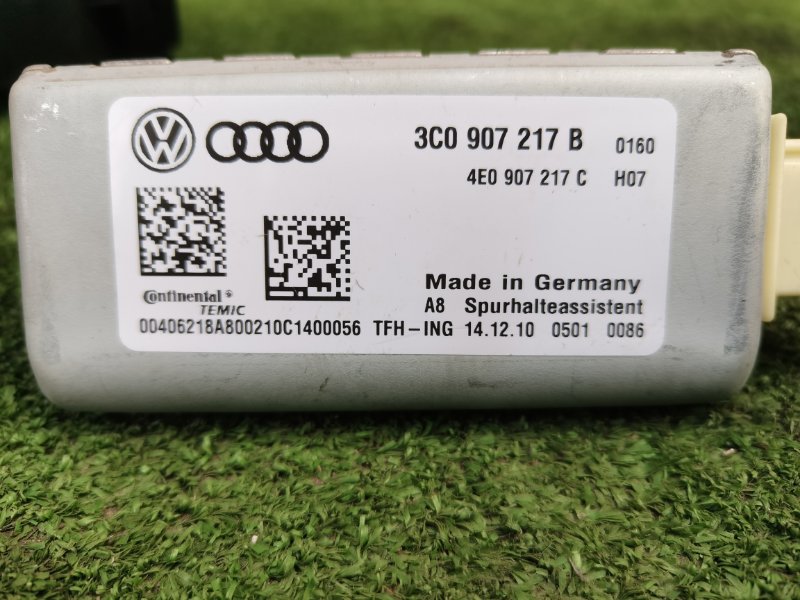 3C0 907 217 B 0160
4E0 907 217 C H07
Continental
TEMIC
Made in Germany
A8 Spurhalteassistent
00406218A800210C1400056 TFH-ING 14.12.10 0501 0086